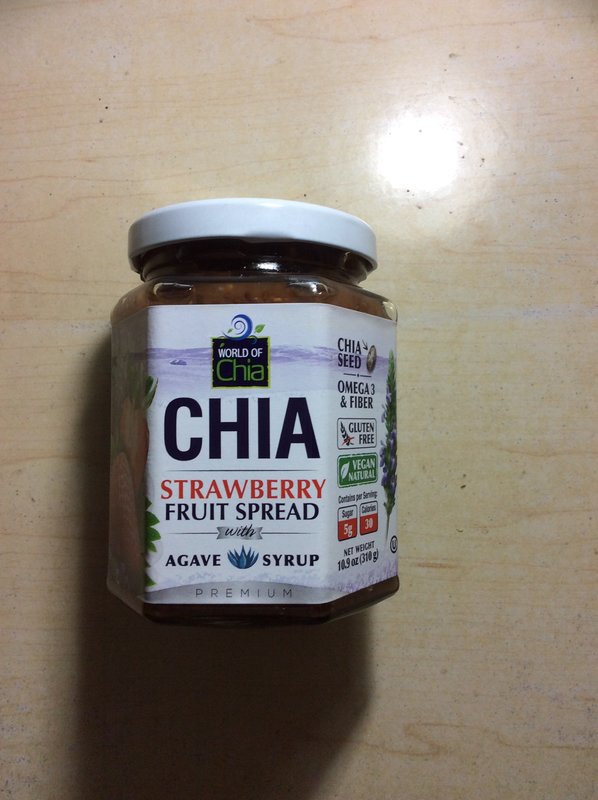 WORLD OF
Chia
CHIA
STRAWBERRY
FRUIT SPREAD
with
AGAVE SYRUP
PREMIUM
CHIA
SEED
OMEGA 3
& FIBER
GLUTEN
FREE
VEGAN
NATURAL
Contains per Serving:
Sugar Calories
5g 30
NET WEIGHT
10.9 oz (310 g)
U